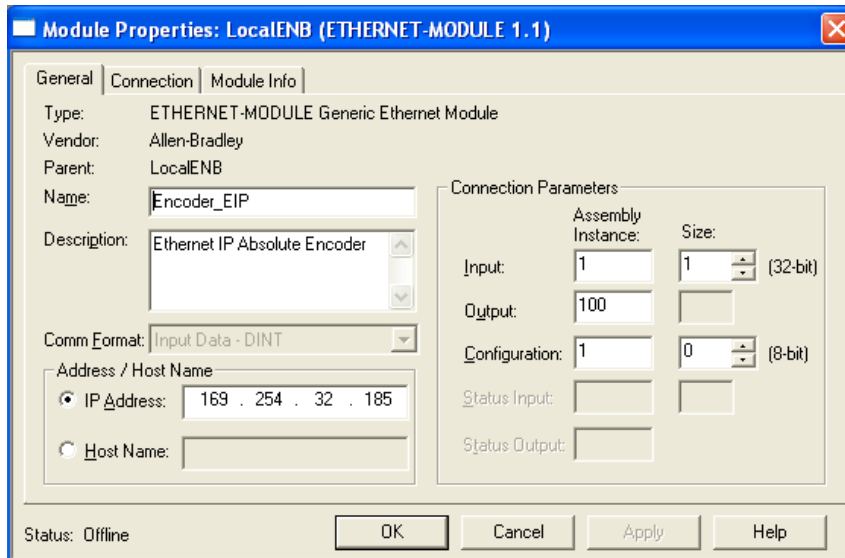 Module Properties: LocalENB (ETHERNET-MODULE 1.1)
General Connection Module Info
Type: ETHERNET-MODULE Generic Ethernet Module
Vendor: Allen-Bradley
Parent: LocalENB
Name: Encoder_EIP
Description: Ethernet IP Absolute Encoder
Comm Format: Input Data - DINT
Address / Host Name
IP Address: 169 . 254 . 32 . 185
Host Name:
Connection Parameters
Assembly
Instance: Size:
Input: 1 1 (32-bit)
Output: 100
Configuration: 1 0 (8-bit)
Status Input:
Status Output:
Status: Offline
OK Cancel Apply Help